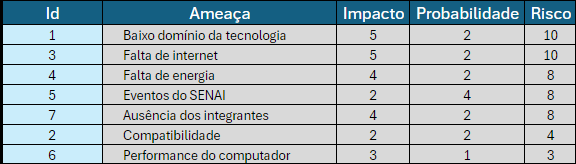 Id Ameaça Impacto Probabilidade Risco
1 Baixo domínio da tecnologia 5 2 10
3 Falta de internet 5 2 10
4 Falta de energia 4 2 8
5 Eventos do SENAI 2 4 8
7 Ausência dos integrantes 4 2 8
2 Compatibilidade 2 2 4
6 Performance do computador 3 1 3